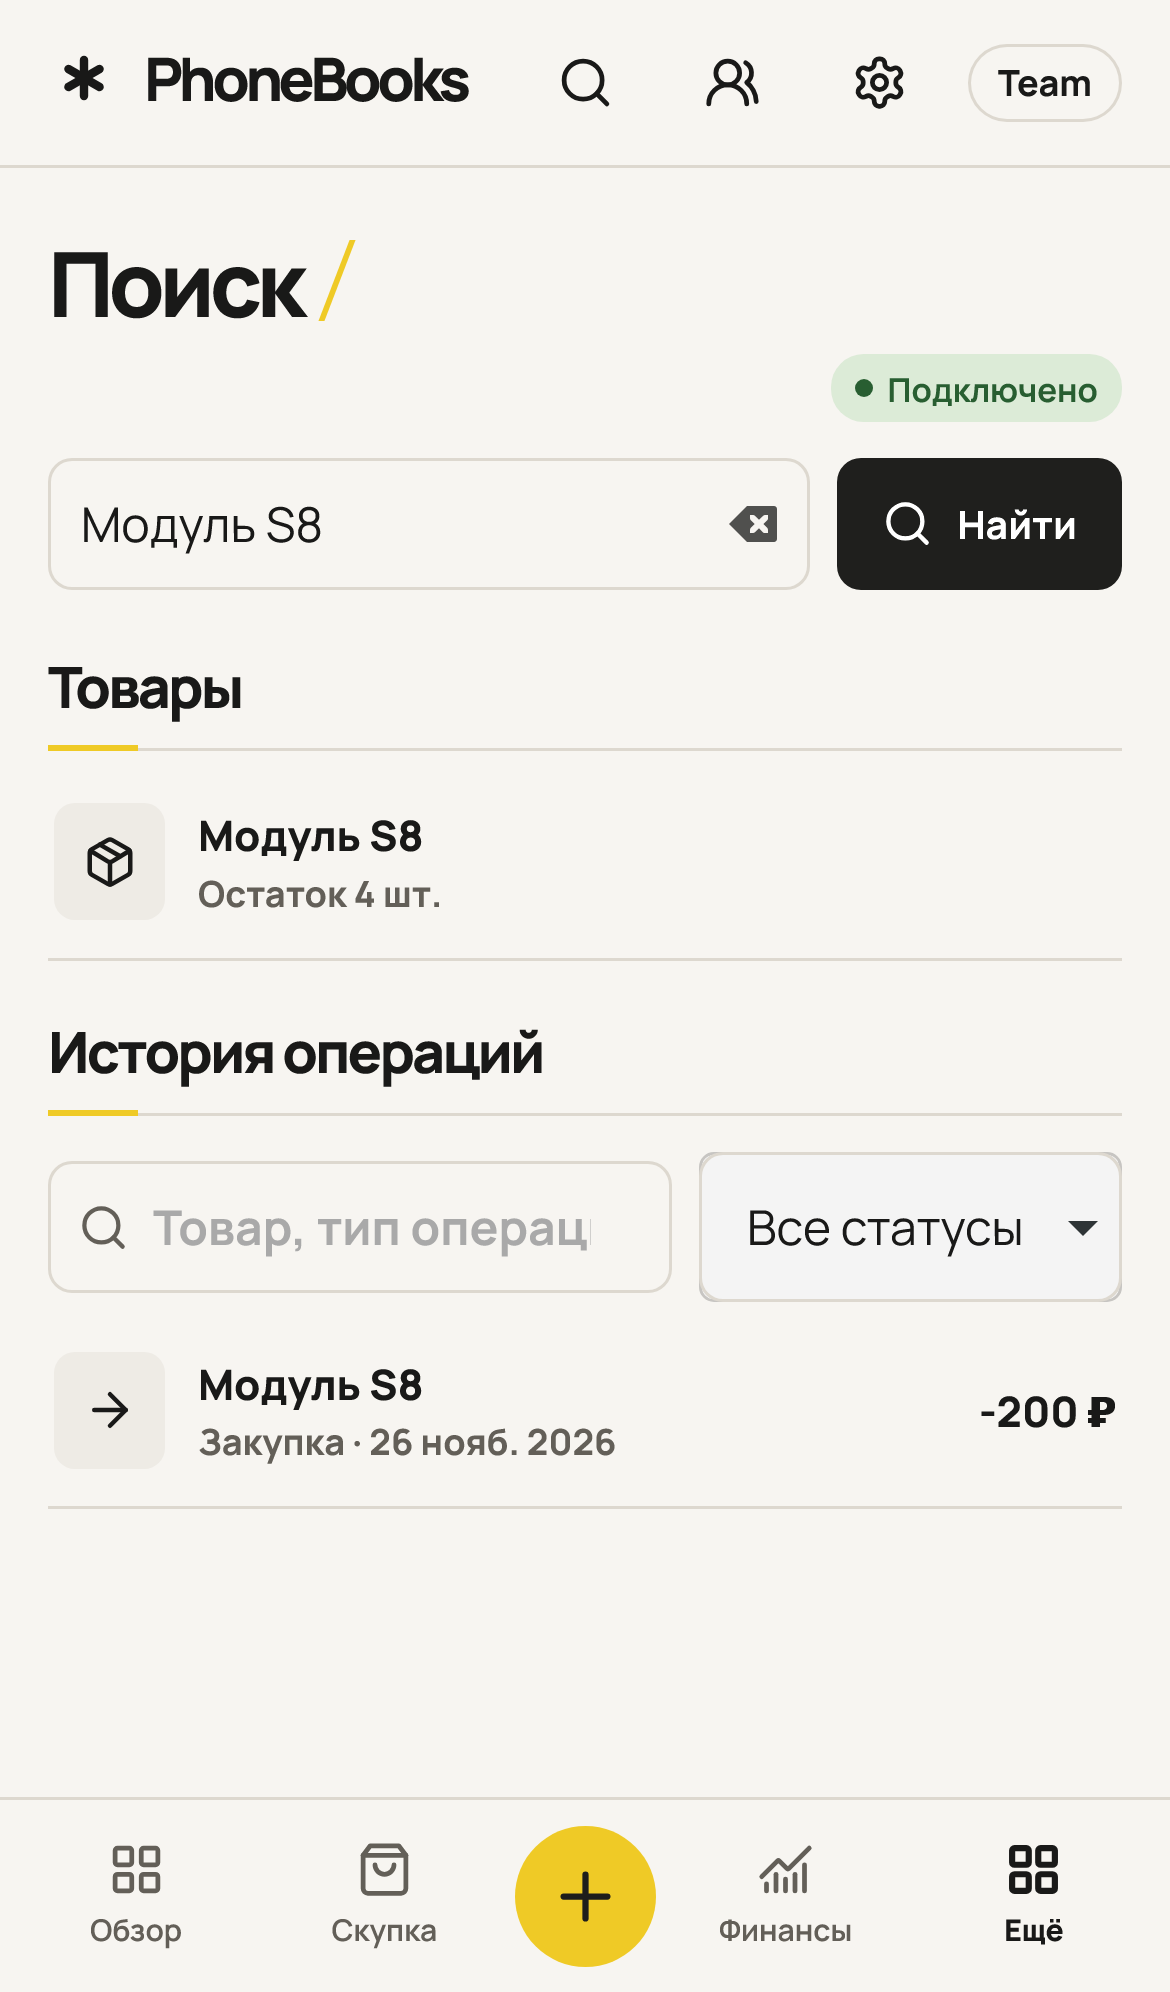 PhoneBooks
Team
Поиск /
Подключено
Модуль S8
Найти
Товары
Модуль S8
Остаток 4 шт.
История операций
Товар, тип операц
Все статусы
Модуль S8
-200 ₽
Закупка · 26 нояб. 2026
Обзор
Скупка
Финансы
Ещё